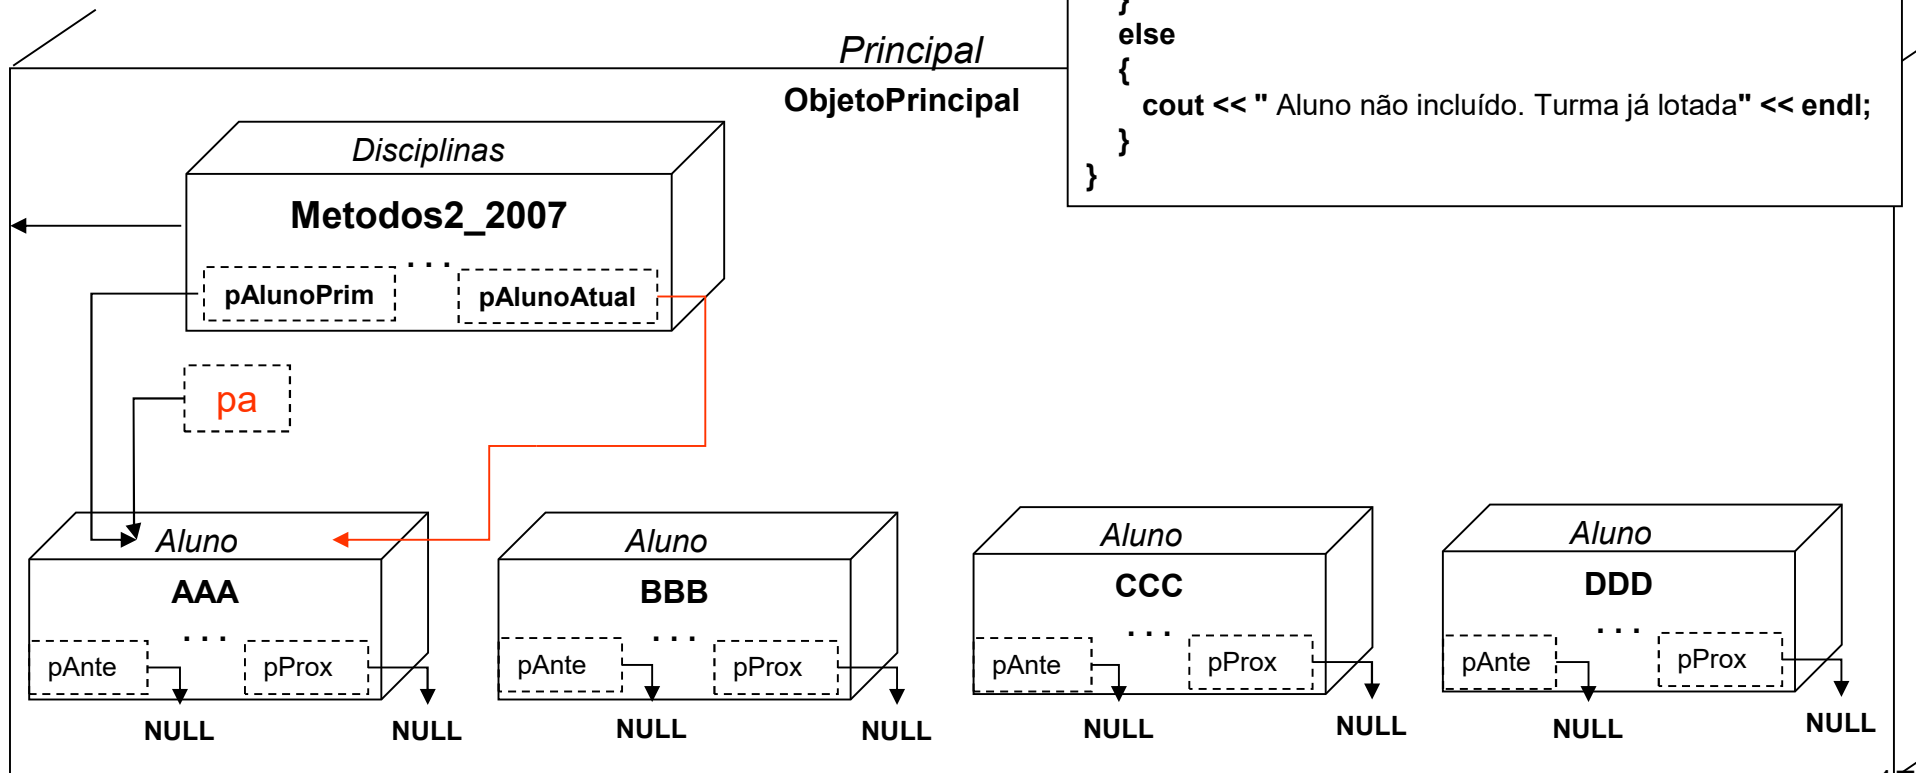 }
else
{
cout << " Aluno não incluído. Turma já lotada" << endl;
}
}
Principal
ObjetoPrincipal
Disciplinas
Metodos2_2007
. . .
pAlunoPrim
pAlunoAtual
pa
Aluno
AAA
. . .
pAnte
pProx
NULL
NULL
Aluno
BBB
. . .
pAnte
pProx
NULL
NULL
Aluno
CCC
. . .
pAnte
pProx
NULL
NULL
Aluno
DDD
. . .
pAnte
pProx
NULL
NULL